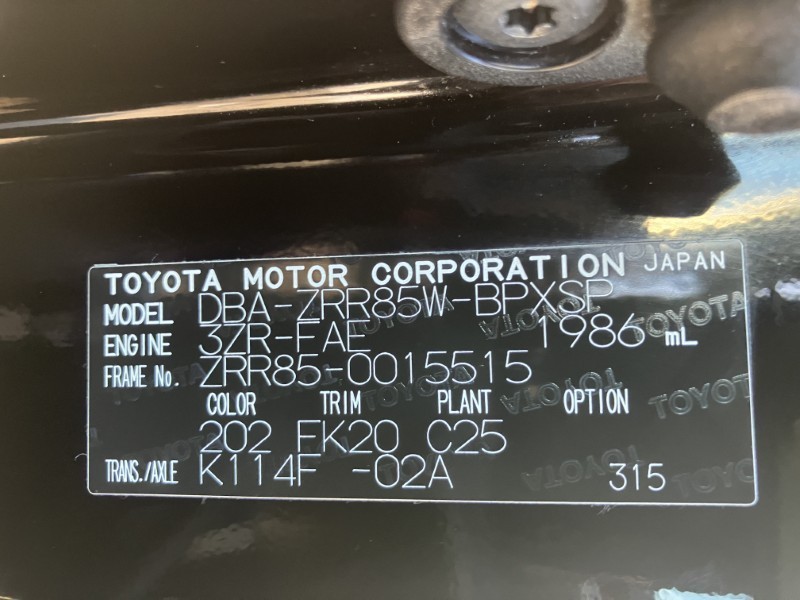 TOYOTA MOTOR CORPORATION JAPAN
MODEL DBA-ZRR85W-BPXSP
ENGINE 3ZR-FAE 1986 mL
FRAME No. ZRR85-0015515
COLOR TRIM PLANT OPTION
202 FK20 C25
TRANS./AXLE K114F -02A 315